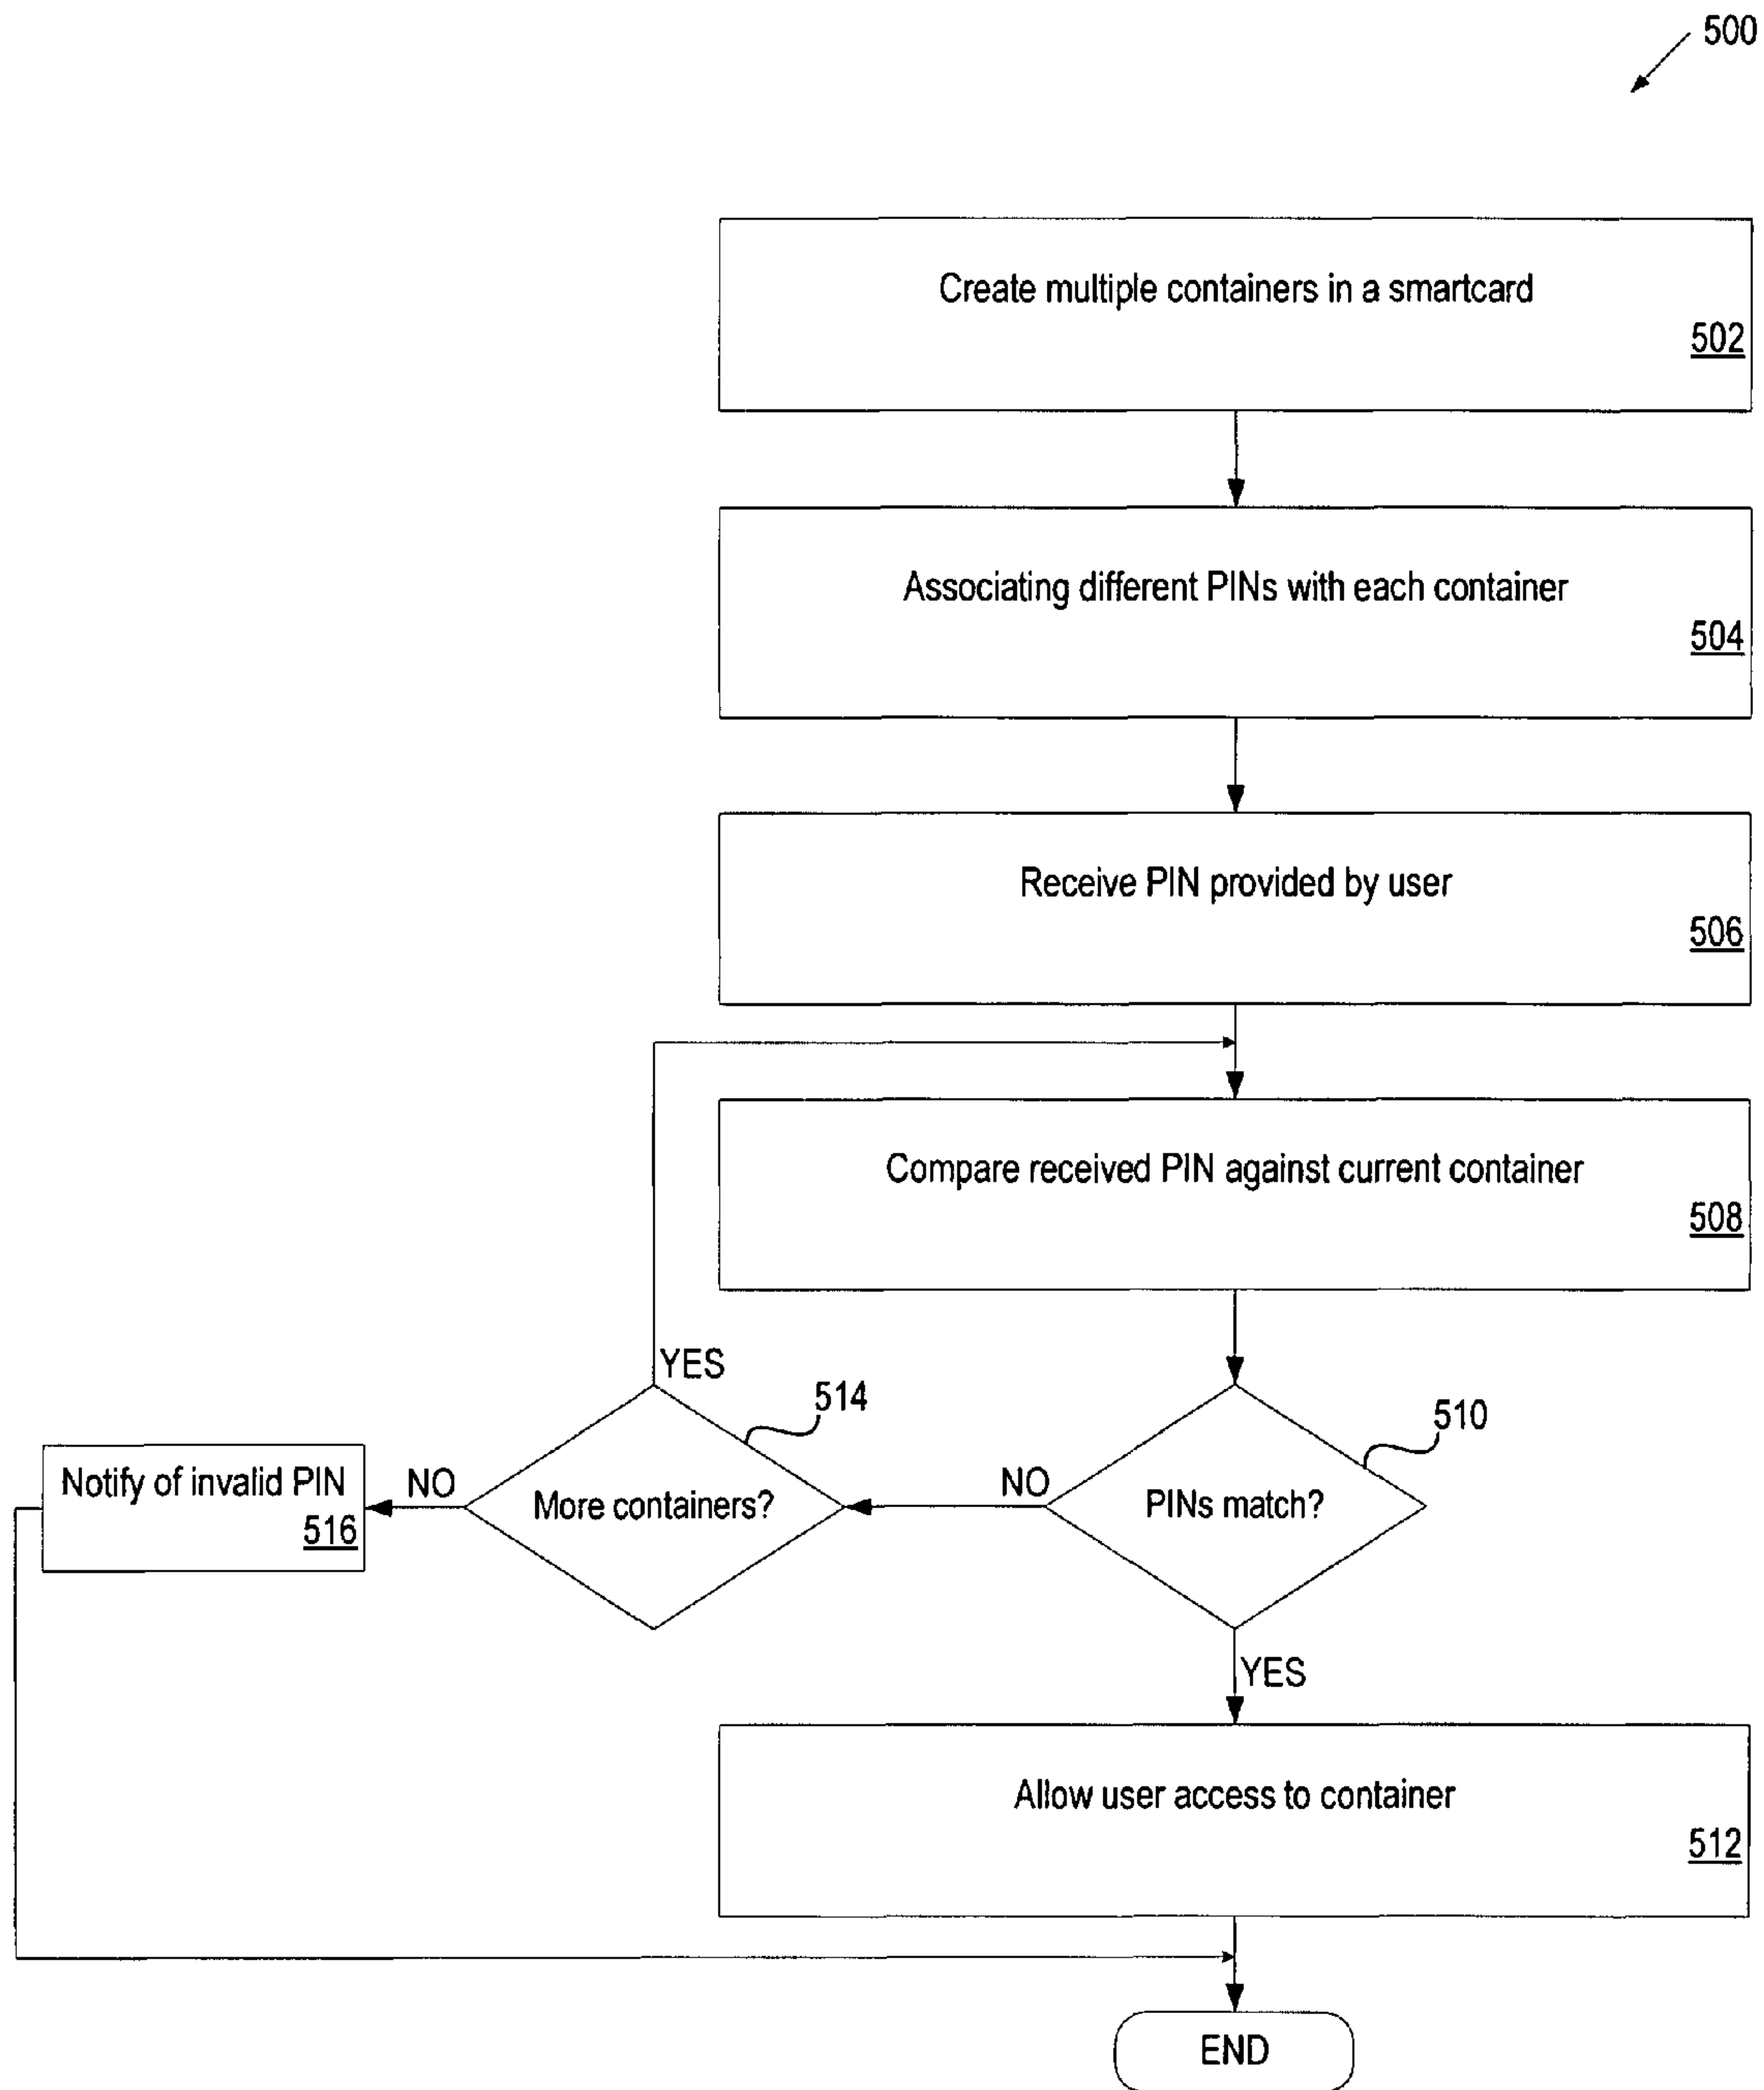 500
Create multiple containers in a smartcard
502
Associating different PINs with each container
504
Receive PIN provided by user
506
Compare received PIN against current container
508
YES
514
510
Notify of invalid PIN
516
NO
More containers?
NO
PINs match?
YES
Allow user access to container
512
END